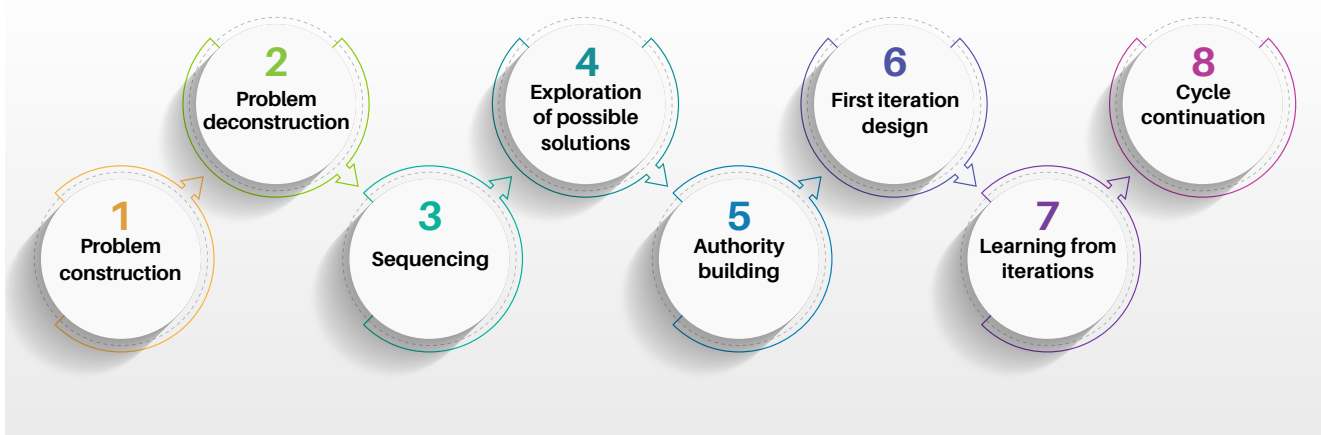 1
Problem
construction
2
Problem
deconstruction
3
Sequencing
4
Exploration
of possible
solutions
5
Authority
building
6
First iteration
design
7
Learning from
iterations
8
Cycle
continuation